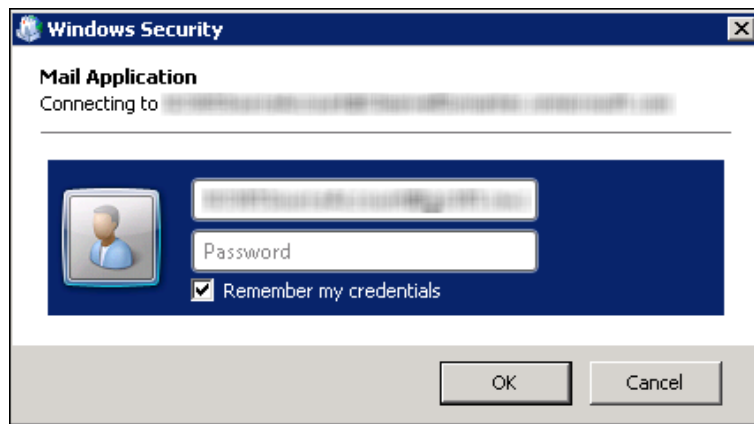 Windows Security
Mail Application
Connecting to
Password
Remember my credentials
OK
Cancel